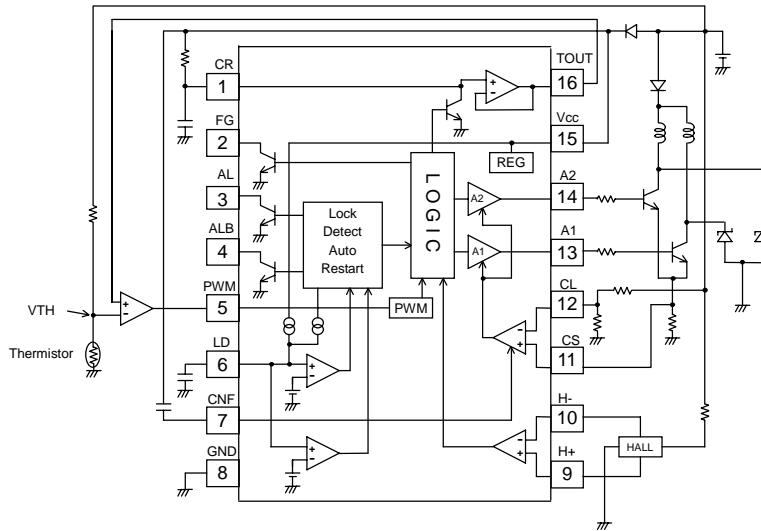 CR
1
FG
2
AL
3
ALB
4
PWM
5
LD
6
CNF
7
GND
8
VTH
Thermistor
+
-
Lock
Detect
Auto
Restart
LOGIC
PWM
REG
A2
A1
TOUT
16
Vcc
15
A2
14
A1
13
CL
12
CS
11
H-
10
H+
9
HALL
+
-
+
-
+
-
-
+
-
+